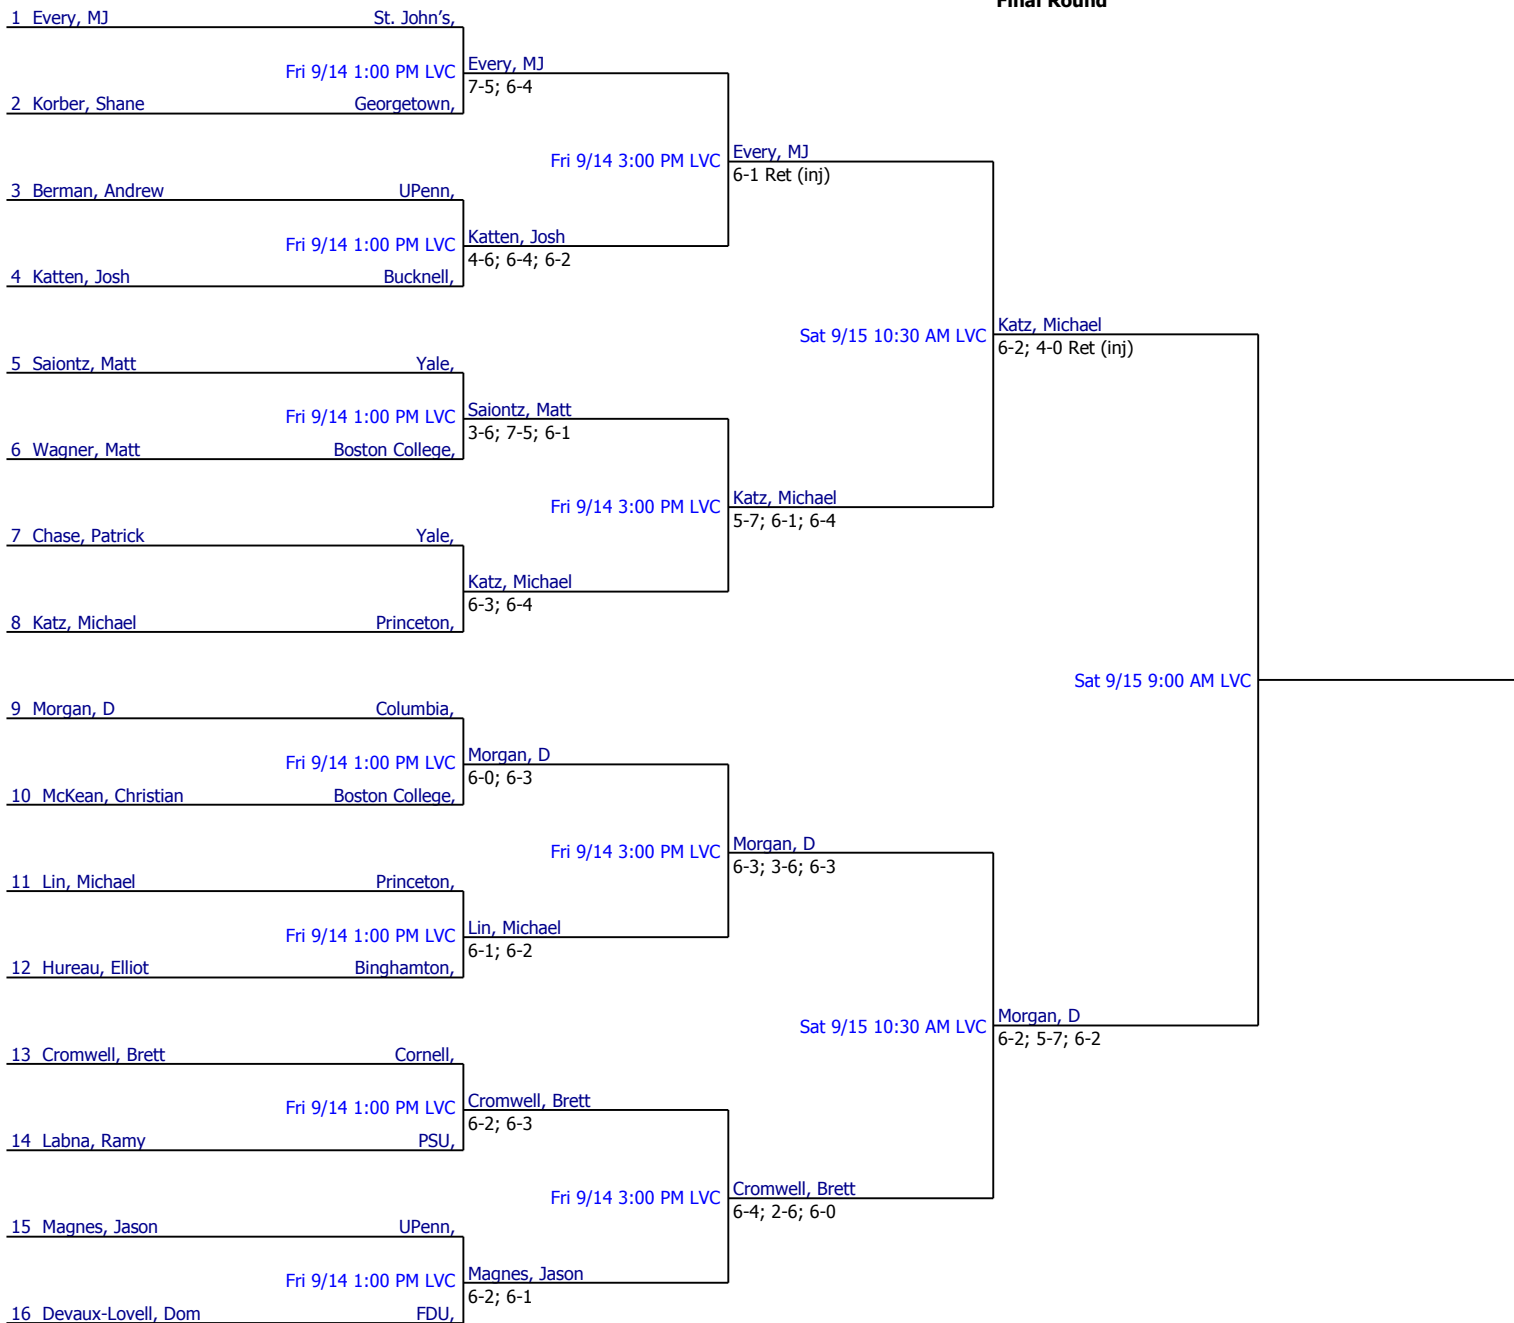 Final Round
1 Every, MJ St. John's,
Fri 9/14 1:00 PM LVC Every, MJ
7-5; 6-4
2 Korber, Shane Georgetown,
Fri 9/14 3:00 PM LVC Every, MJ
6-1 Ret (inj)
3 Berman, Andrew UPenn,
Fri 9/14 1:00 PM LVC Katten, Josh
4-6; 6-4; 6-2
4 Katten, Josh Bucknell,
Sat 9/15 10:30 AM LVC Katz, Michael
6-2; 4-0 Ret (inj)
5 Saiontz, Matt Yale,
Fri 9/14 1:00 PM LVC Saiontz, Matt
3-6; 7-5; 6-1
6 Wagner, Matt Boston College,
Fri 9/14 3:00 PM LVC Katz, Michael
5-7; 6-1; 6-4
7 Chase, Patrick Yale,
Katz, Michael
6-3; 6-4
8 Katz, Michael Princeton,
Sat 9/15 9:00 AM LVC
9 Morgan, D Columbia,
Fri 9/14 1:00 PM LVC Morgan, D
6-0; 6-3
10 McKean, Christian Boston College,
Fri 9/14 3:00 PM LVC Morgan, D
6-3; 3-6; 6-3
11 Lin, Michael Princeton,
Fri 9/14 1:00 PM LVC Lin, Michael
6-1; 6-2
12 Hureau, Elliot Binghamton,
Sat 9/15 10:30 AM LVC Morgan, D
6-2; 5-7; 6-2
13 Cromwell, Brett Cornell,
Fri 9/14 1:00 PM LVC Cromwell, Brett
6-2; 6-3
14 Labna, Ramy PSU,
Fri 9/14 3:00 PM LVC Cromwell, Brett
6-4; 2-6; 6-0
15 Magnes, Jason UPenn,
Fri 9/14 1:00 PM LVC Magnes, Jason
6-2; 6-1
16 Devaux-Lovell, Dom FDU,